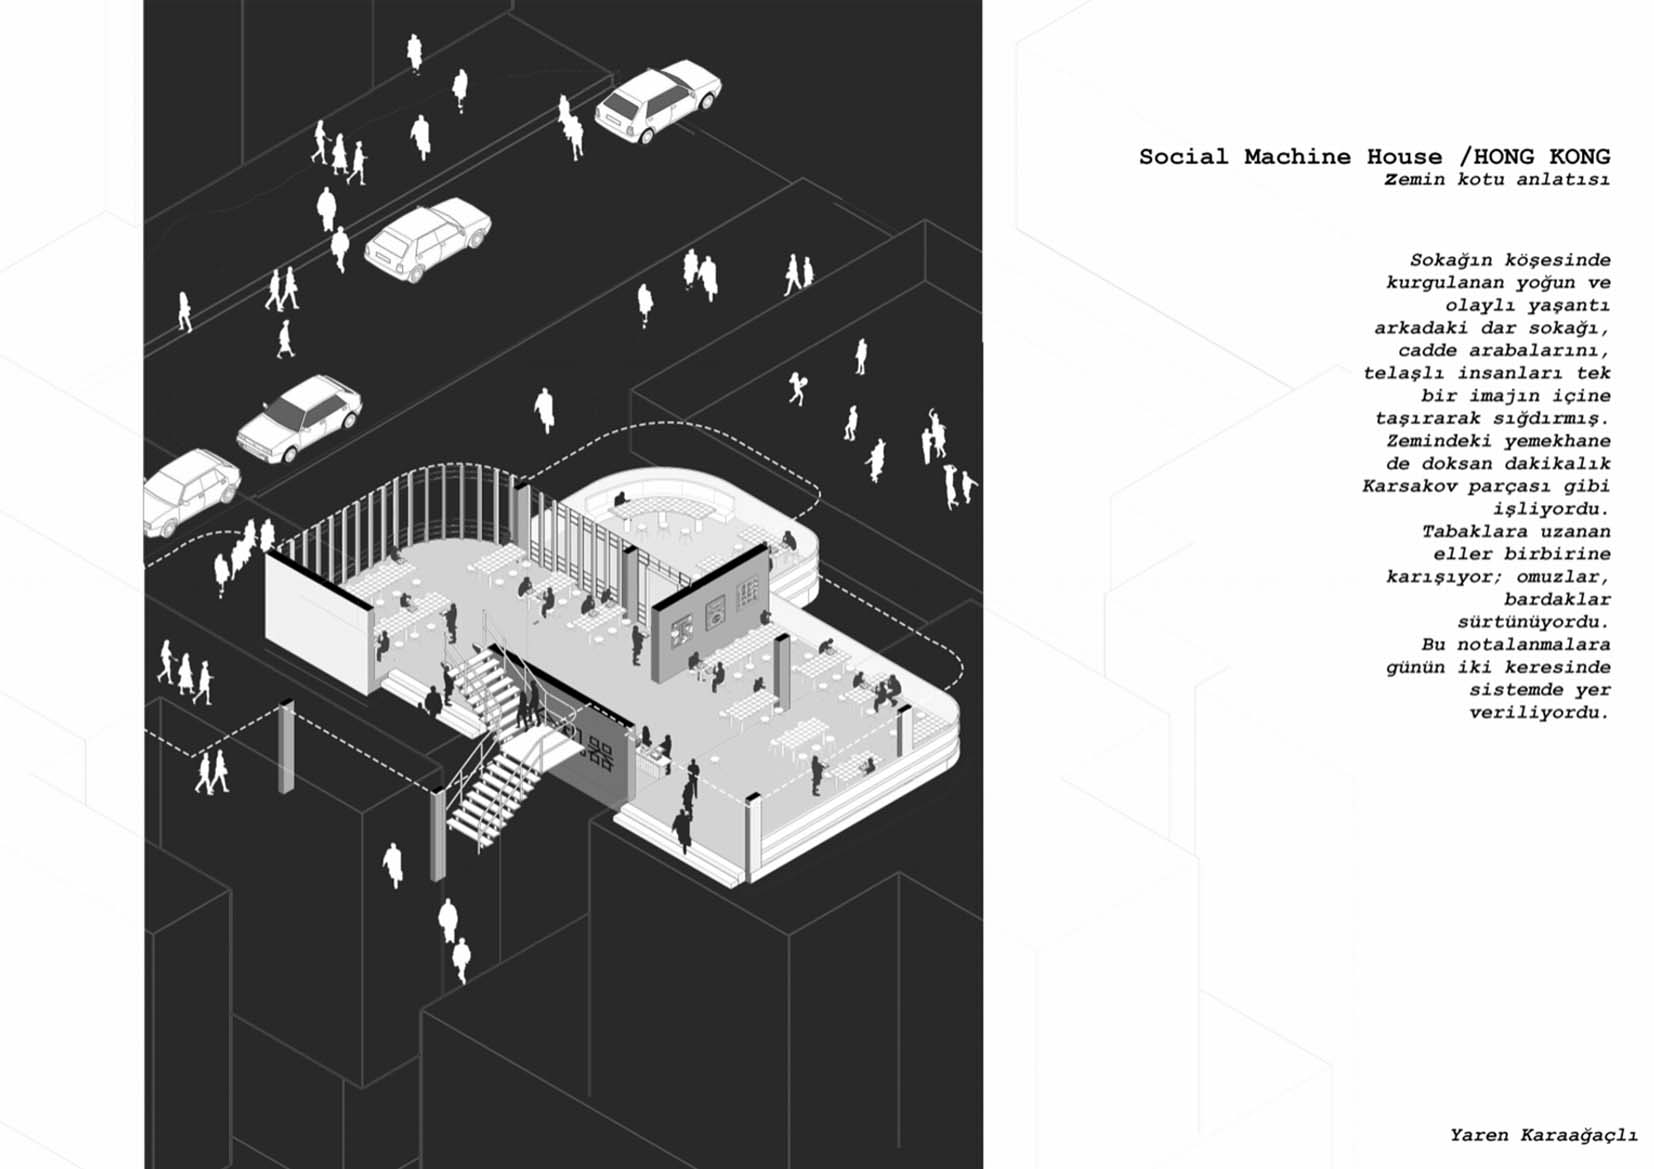 Social Machine House /HONG KONG
Zemin kotu anlatısı
Sokağın köşesinde
kurgulanan yoğun ve
olaylı yaşantı
arkadaki dar sokağı,
cadde arabalarını,
telaşlı insanları tek
bir imajın içine
taşırarak sığdırmış.
Zemindeki yemekhane
de doksan dakikalık
Karsakov parçası gibi
işliyordu.
Tabaklara uzanan
eller birbirine
karışıyor; omuzlar,
bardaklar
sürtünüyordu.
Bu notalanmalara
günün iki keresinde
sistemde yer
veriliyordu.
Yaren Karaağaçlı